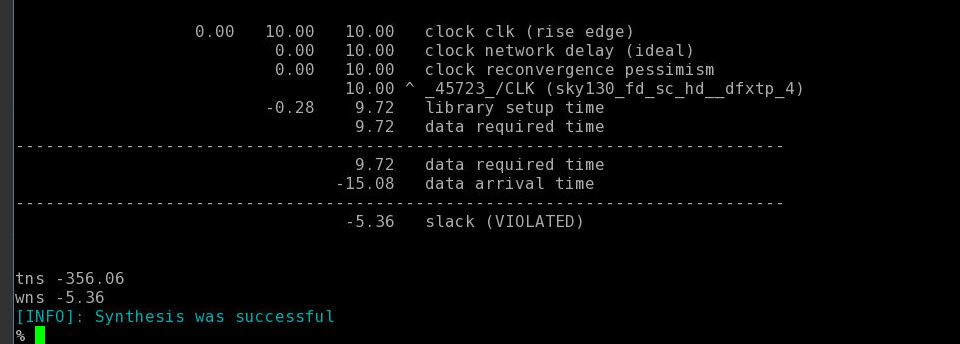 0.00 10.00 10.00 clock clk (rise edge)
0.00 10.00 clock network delay (ideal)
0.00 10.00 clock reconvergence pessimism
10.00 ^ _45723_/CLK (sky130_fd_sc_hd__dfxtp_4)
-0.28 9.72 library setup time
9.72 data required time
-----------------------------------------------------------------------------
9.72 data required time
-15.08 data arrival time
-----------------------------------------------------------------------------
-5.36 slack (VIOLATED)
tns -356.06
wns -5.36
[INFO]: Synthesis was successful
%